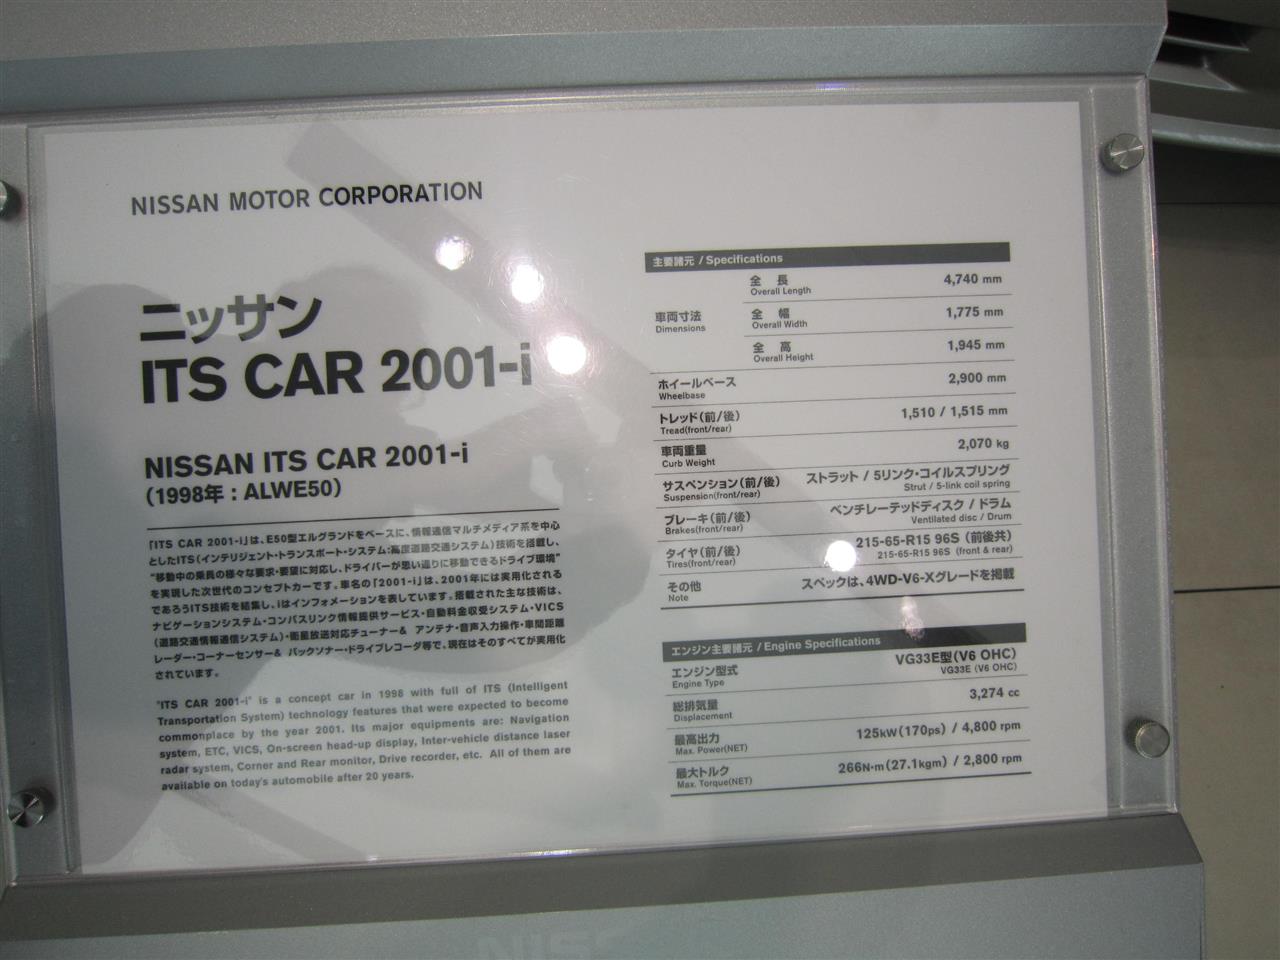 NISSAN MOTOR CORPORATION
ニッサン
ITS CAR 2001-i
NISSAN ITS CAR 2001-i
(1998年 : ALWE50)
「ITS CAR 2001-i」は、E50型エルグランドをベースに、情報通信マルチメディア系を中心
としたITS(インテリジェント・トランスポート・システム:高度道路交通システム)技術を搭載し、
"移動中の乗員の様々な要求・要望に対応し、ドライバーが思い通りに移動できるドライブ環境"
を実現した次世代のコンセプトカーです。車名の「2001-i」は、2001年には実用化される
であろうITS技術を結集し、iはインフォメーションを表しています。搭載された主な技術は、
ナビゲーションシステム・コンパスリンク情報提供サービス・自動料金収受システム・VICS
(道路交通情報通信システム)・衛星放送対応チューナー& アンテナ・音声入力操作・車間距離
レーダー・コーナーセンサー& バックソナー・ドライブレコーダ等で、現在はそのすべてが実用化
されています。
"ITS CAR 2001-i" is a concept car in 1998 with full of ITS (Intelligent
Transportation System) technology features that were expected to become
commonplace by the year 2001. Its major equipments are: Navigation
system, ETC, VICS, On-screen head-up display, Inter-vehicle distance laser
radar system, Corner and Rear monitor, Drive recorder, etc. All of them are
available on today's automobile after 20 years.
主要諸元 / Specifications
車両寸法
Dimensions
全 長 4,740 mm
Overall Length
全 幅 1,775 mm
Overall Width
全 高 1,945 mm
Overall Height
ホイールベース 2,900 mm
Wheelbase
トレッド(前/後) 1,510 / 1,515 mm
Tread(front/rear)
車両重量 2,070 kg
Curb Weight
サスペンション(前/後) ストラット / 5リンク・コイルスプリング
Suspension(front/rear) Strut / 5-link coil spring
ブレーキ(前/後) ベンチレーテッドディスク / ドラム
Brakes(front/rear) Ventilated disc / Drum
タイヤ(前/後) 215-65-R15 96S (前後共)
Tires(front/rear) 215-65-R15 96S (front & rear)
その他 スペックは、4WD-V6-Xグレードを掲載
Note
エンジン主要諸元 / Engine Specifications
エンジン型式 VG33E型(V6 OHC)
Engine Type VG33E (V6 OHC)
総排気量 3,274 cc
Displacement
最高出力 125kW(170ps) / 4,800 rpm
Max. Power(NET)
最大トルク 266N·m(27.1kgm) / 2,800 rpm
Max. Torque(NET)